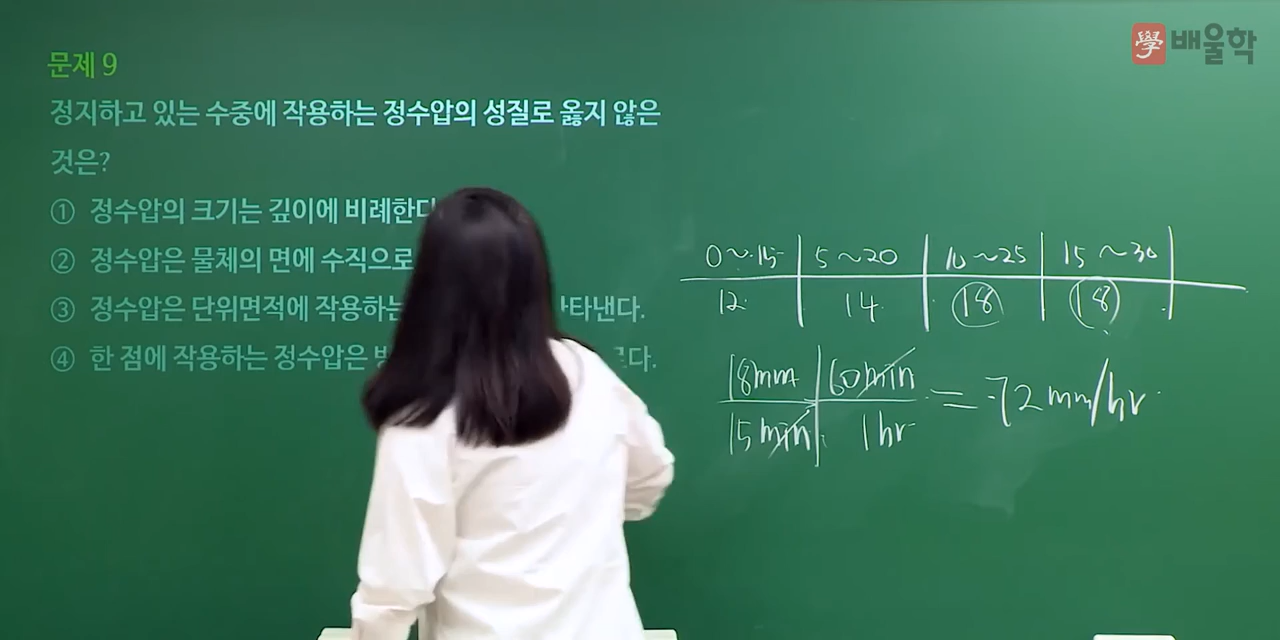 學 배울학
문제 9
정지하고 있는 수중에 작용하는 정수압의 성질로 옳지 않은
것은?
① 정수압의 크기는 깊이에 비례한다
② 정수압은 물체의 면에 수직으로
③ 정수압은 단위면적에 작용하는 나타낸다.
④ 한 점에 작용하는 정수압은
0~15 5~20 10~25 15~30
12 14 18 18
18mm 60min = 72mm/hr
15min 1hr